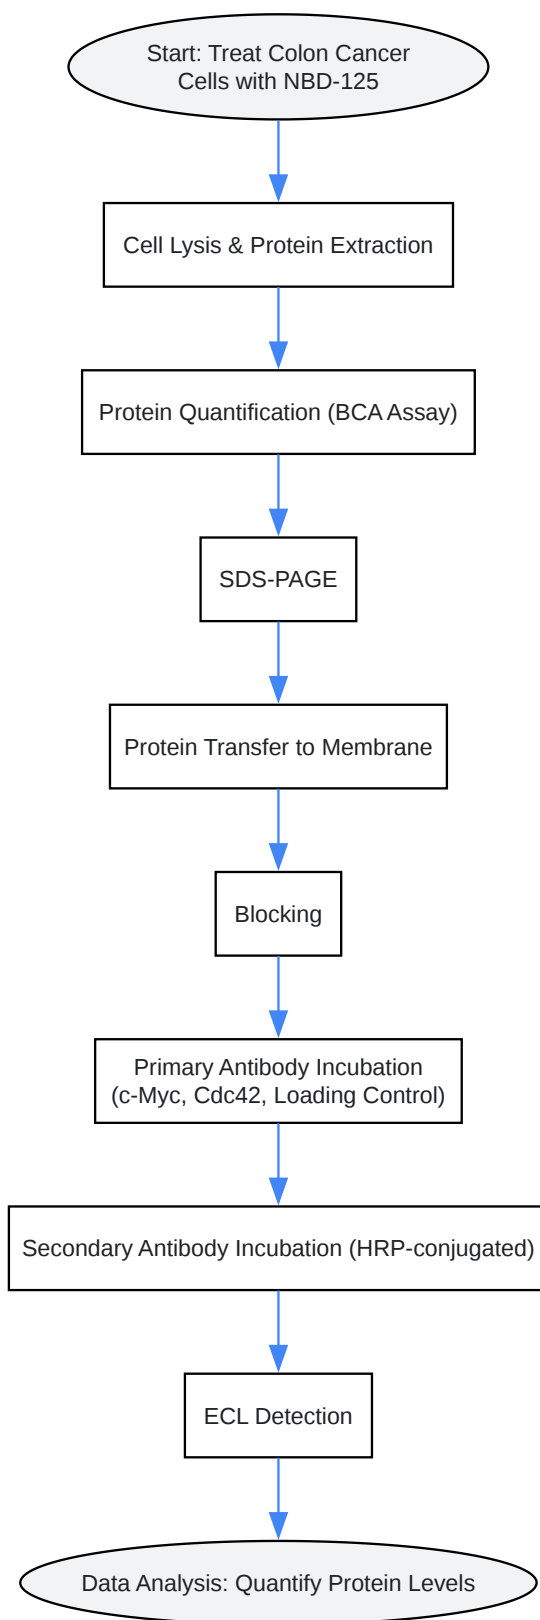 Start: Treat Colon Cancer
Cells with NBD-125
Cell Lysis & Protein Extraction
Protein Quantification (BCA Assay)
SDS-PAGE
Protein Transfer to Membrane
Blocking
Primary Antibody Incubation
(c-Myc, Cdc42, Loading Control)
Secondary Antibody Incubation (HRP-conjugated)
ECL Detection
Data Analysis: Quantify Protein Levels